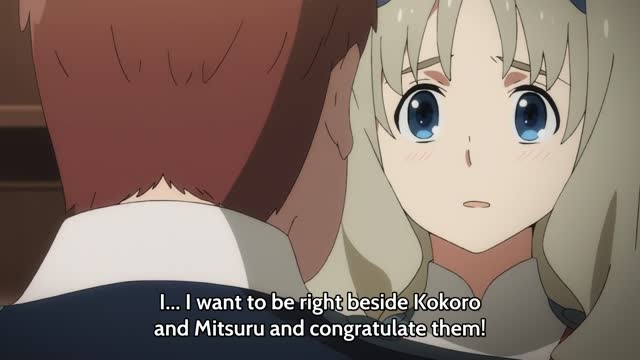 I... I want to be right beside Kokoro
and Mitsuru and congratulate them!